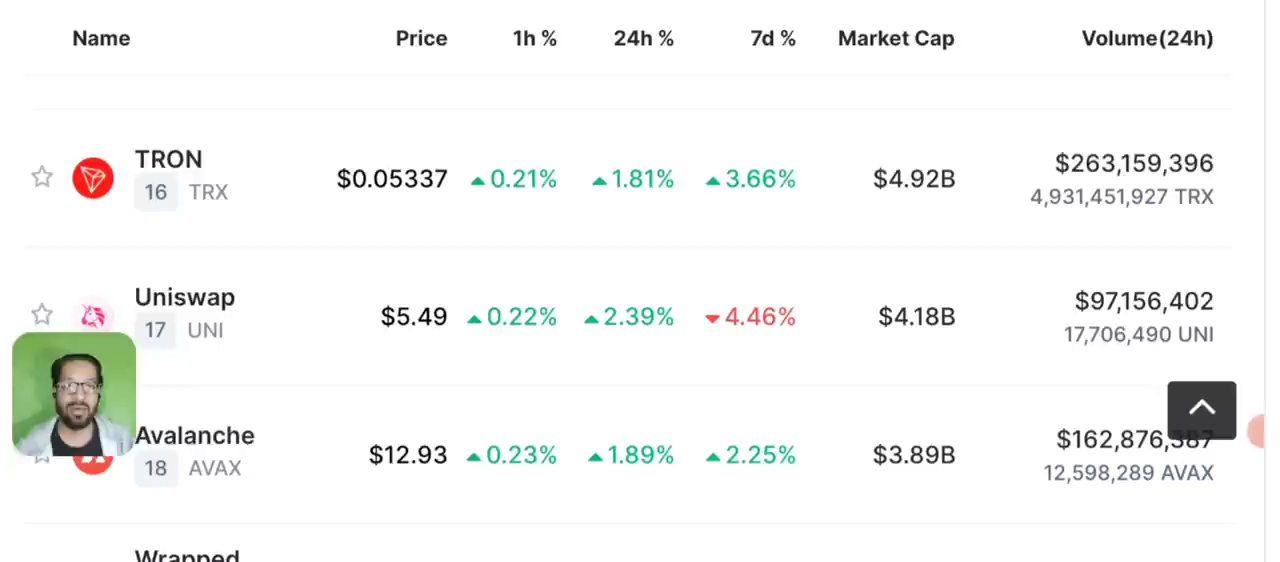 Name Price 1h % 24h % 7d % Market Cap Volume(24h)
TRON
16 TRX
$0.05337 0.21% 1.81% 3.66% $4.92B
$263,159,396
4,931,451,927 TRX
Uniswap
17 UNI
$5.49 0.22% 2.39% 4.46% $4.18B
$97,156,402
17,706,490 UNI
Avalanche
18 AVAX
$12.93 0.23% 1.89% 2.25% $3.89B
$162,876,387
12,598,289 AVAX
Wrapped